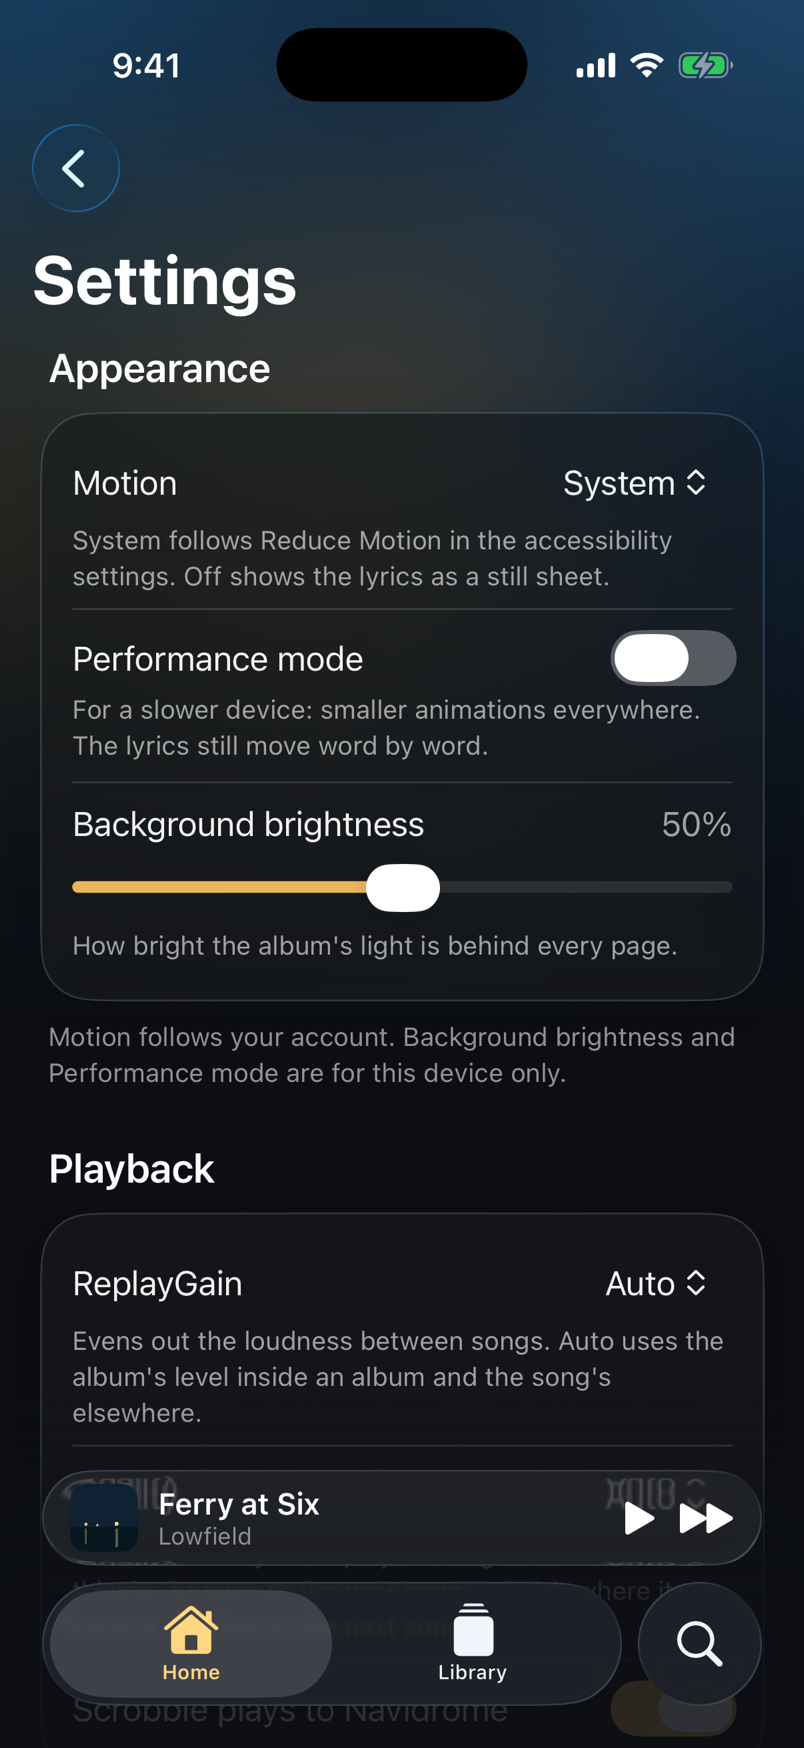 9:41
Settings
Appearance
Motion
System
System follows Reduce Motion in the accessibility
settings. Off shows the lyrics as a still sheet.
Performance mode
For a slower device: smaller animations everywhere.
The lyrics still move word by word.
Background brightness
50%
How bright the album's light is behind every page.
Motion follows your account. Background brightness and
Performance mode are for this device only.
Playback
ReplayGain
Auto
Evens out the loudness between songs. Auto uses the
album's level inside an album and the song's
elsewhere.
Ferry at Six
Lowfield
where it
next
Home
Library
Scrobble plays to Navidrome